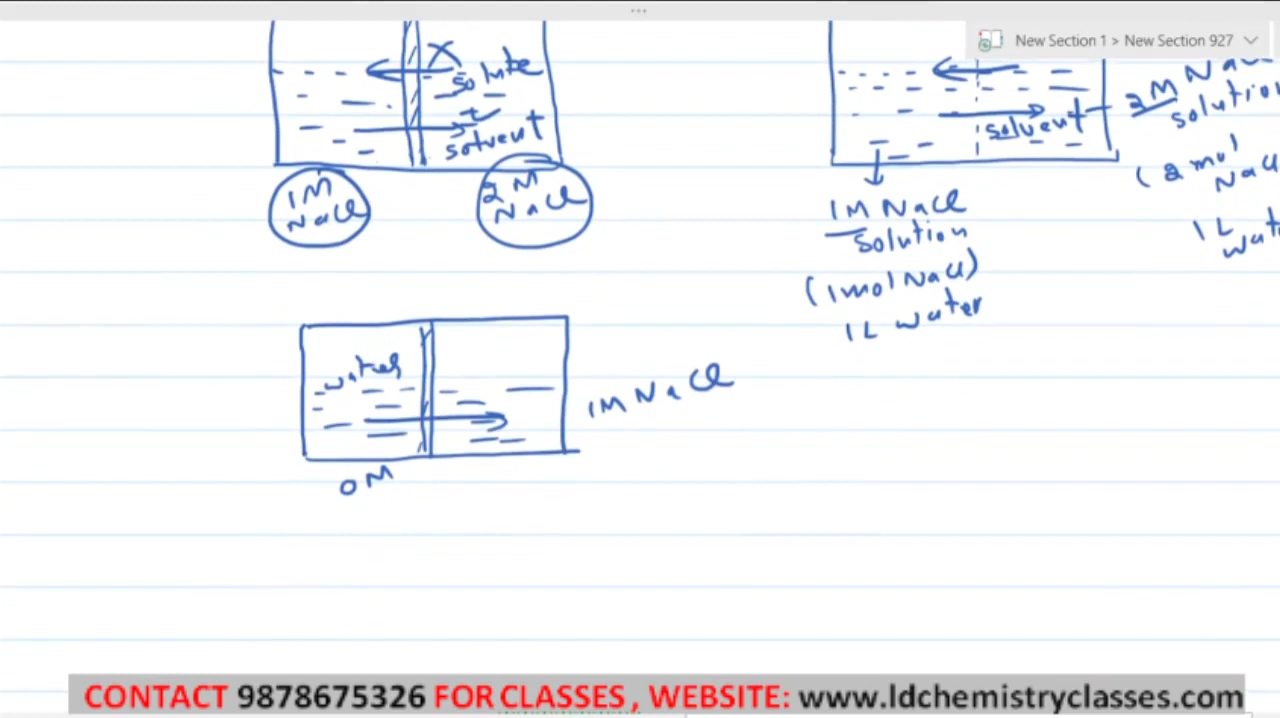 New Section 1 > New Section 927
solute
solvent
1M
NaCl
2M
NaCl
solvent
2M NaCl
solution
(2 mol
NaCl
1L
wat
1M NaCl
Solution
(1mol NaCl)
1L water
water
1M NaCl
0M
CONTACT 9878675326 FOR CLASSES , WEBSITE: www.ldchemistryclasses.com